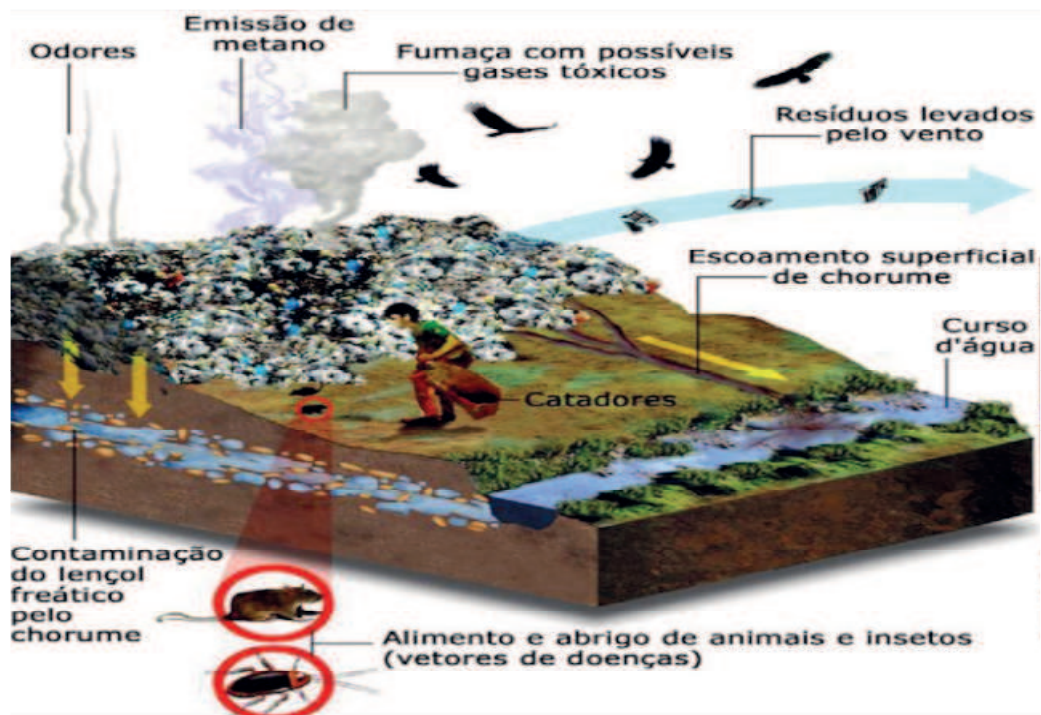 Odores
Emissão de
metano
Fumaça com possíveis
gases tóxicos
Resíduos levados
pelo vento
Escoamento superficial
de chorume
Curso
d'água
Catadores
Contaminação
do lençol
freático
pelo
chorume
Alimento e abrigo de animais e insetos
(vetores de doenças)